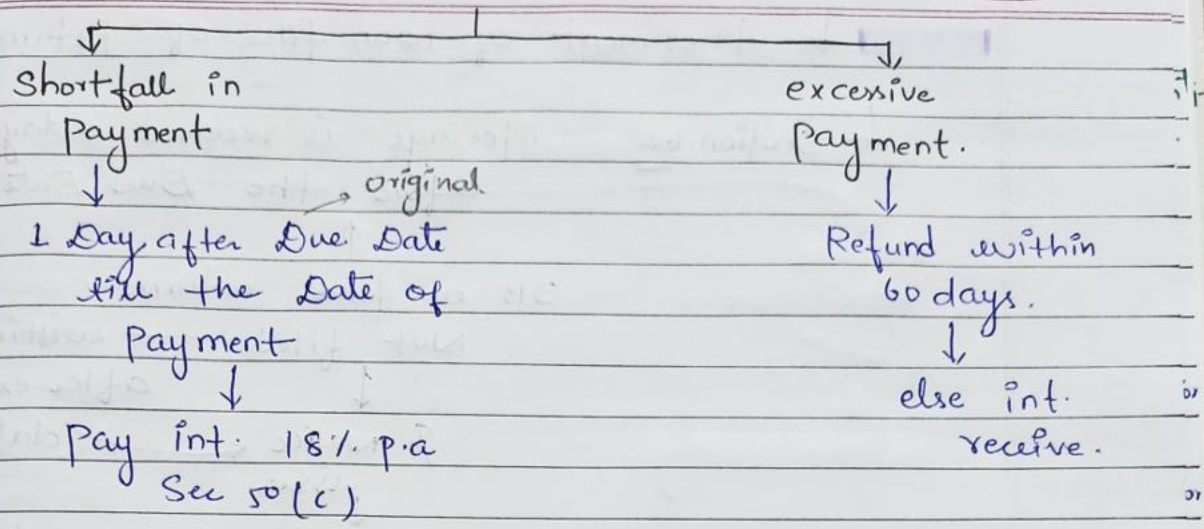 Shortfall in
Payment
original
1 Day after Due Date
till the Date of
Payment
Pay int. 18% p.a
Sec 50(c)
excessive
Payment.
Refund within
60 days.
else int.
receive.